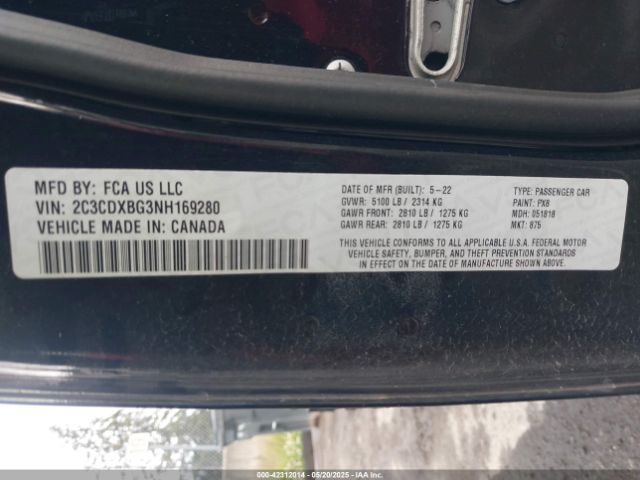 MFD BY: FCA US LLC
VIN: 2C3CDXBG3NH169280
VEHICLE MADE IN: CANADA
DATE OF MFR (BUILT): 5-22
GVWR: 5100 LB / 2314 KG
GAWR FRONT: 2810 LB / 1275 KG
GAWR REAR: 2810 LB / 1275 KG
TYPE: PASSENGER CAR
PAINT: PX8
MDH: 051818
MKT: 875
THIS VEHICLE CONFORMS TO ALL APPLICABLE U.S.A. FEDERAL MOTOR
VEHICLE SAFETY, BUMPER, AND THEFT PREVENTION STANDARDS
IN EFFECT ON THE DATE OF MANUFACTURE SHOWN ABOVE.
000-42312014 - 05/20/2025 - IAAI.COM